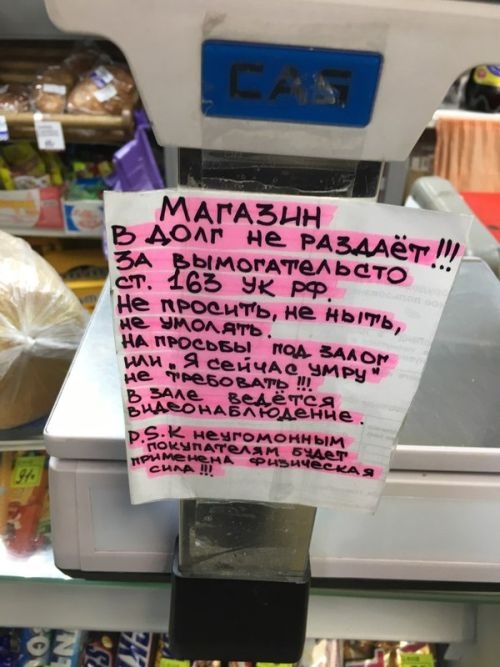 CAS
МАГАЗИН
В ДОЛГ НЕ РАЗДАЁТ!!!
ЗА ВЫМОГАТЕЛЬСТО
СТ. 163 УК РФ.
НЕ ПРОСИТЬ, НЕ НЫТЬ,
НЕ УМОЛЯТЬ.
НА ПРОСЬБЫ ПОД ЗАЛОГ
ИЛИ „Я СЕЙЧАС УМРУ"
НЕ ТРЕБОВАТЬ!!!
В ЗАЛЕ ВЕДЁТСЯ
ВИДЕОНАБЛЮДЕНИЕ.
P.S. К НЕУГОМОННЫМ
ПОКУПАТЕЛЯМ БУДЕТ
ПРИМЕНЕНА ФИЗИЧЕСКАЯ
СИЛА!!!
94